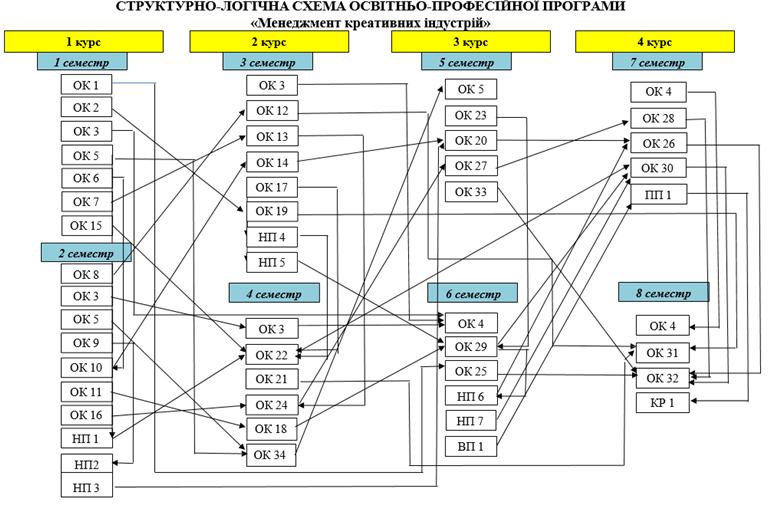 СТРУКТУРНО-ЛОГІЧНА СХЕМА ОСВІТНЬО-ПРОФЕСІЙНОЇ ПРОГРАМИ
«Менеджмент креативних індустрій»
1 курс
1 семестр
ОК 1
ОК 2
ОК 3
ОК 5
ОК 6
ОК 7
ОК 15
2 семестр
ОК 8
ОК 3
ОК 5
ОК 9
ОК 10
ОК 11
ОК 16
НП 1
НП2
НП 3
2 курс
3 семестр
ОК 3
ОК 12
ОК 13
ОК 14
ОК 17
ОК 19
НП 4
НП 5
4 семестр
ОК 3
ОК 22
ОК 21
ОК 24
ОК 18
ОК 34
3 курс
5 семестр
ОК 5
ОК 23
ОК 20
ОК 27
ОК 33
6 семестр
ОК 4
ОК 29
ОК 25
НП 6
НП 7
ВП 1
4 курс
7 семестр
ОК 4
ОК 28
ОК 26
ОК 30
ПП 1
8 семестр
ОК 4
ОК 31
ОК 32
КР 1